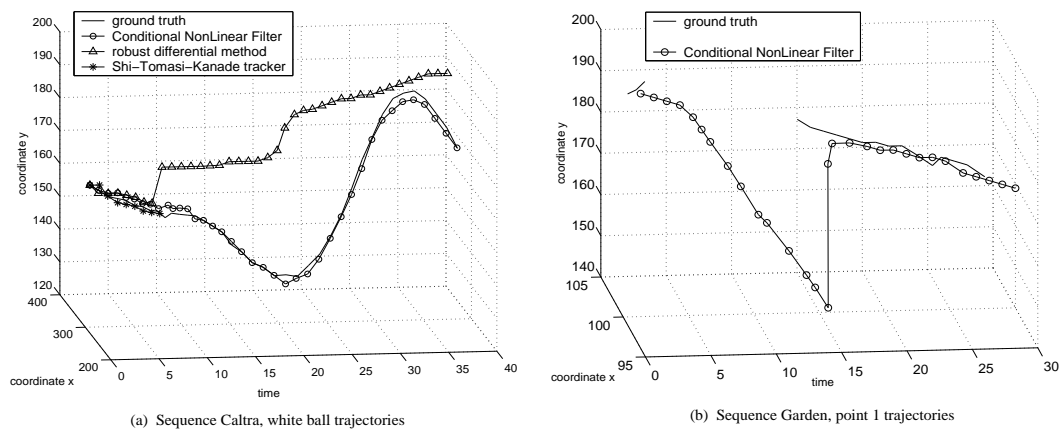 200
190
180
170
160
150
140
130
120
400
300
200
0
5
10
15
20
25
30
35
40
coordinate y
coordinate x
time
ground truth
Conditional NonLinear Filter
robust differential method
Shi−Tomasi−Kanade tracker
(a) Sequence Caltra, white ball trajectories
200
190
180
170
160
150
140
105
100
95
0
5
10
15
20
25
30
coordinate y
coordinate x
time
ground truth
Conditional NonLinear Filter
(b) Sequence Garden, point 1 trajectories